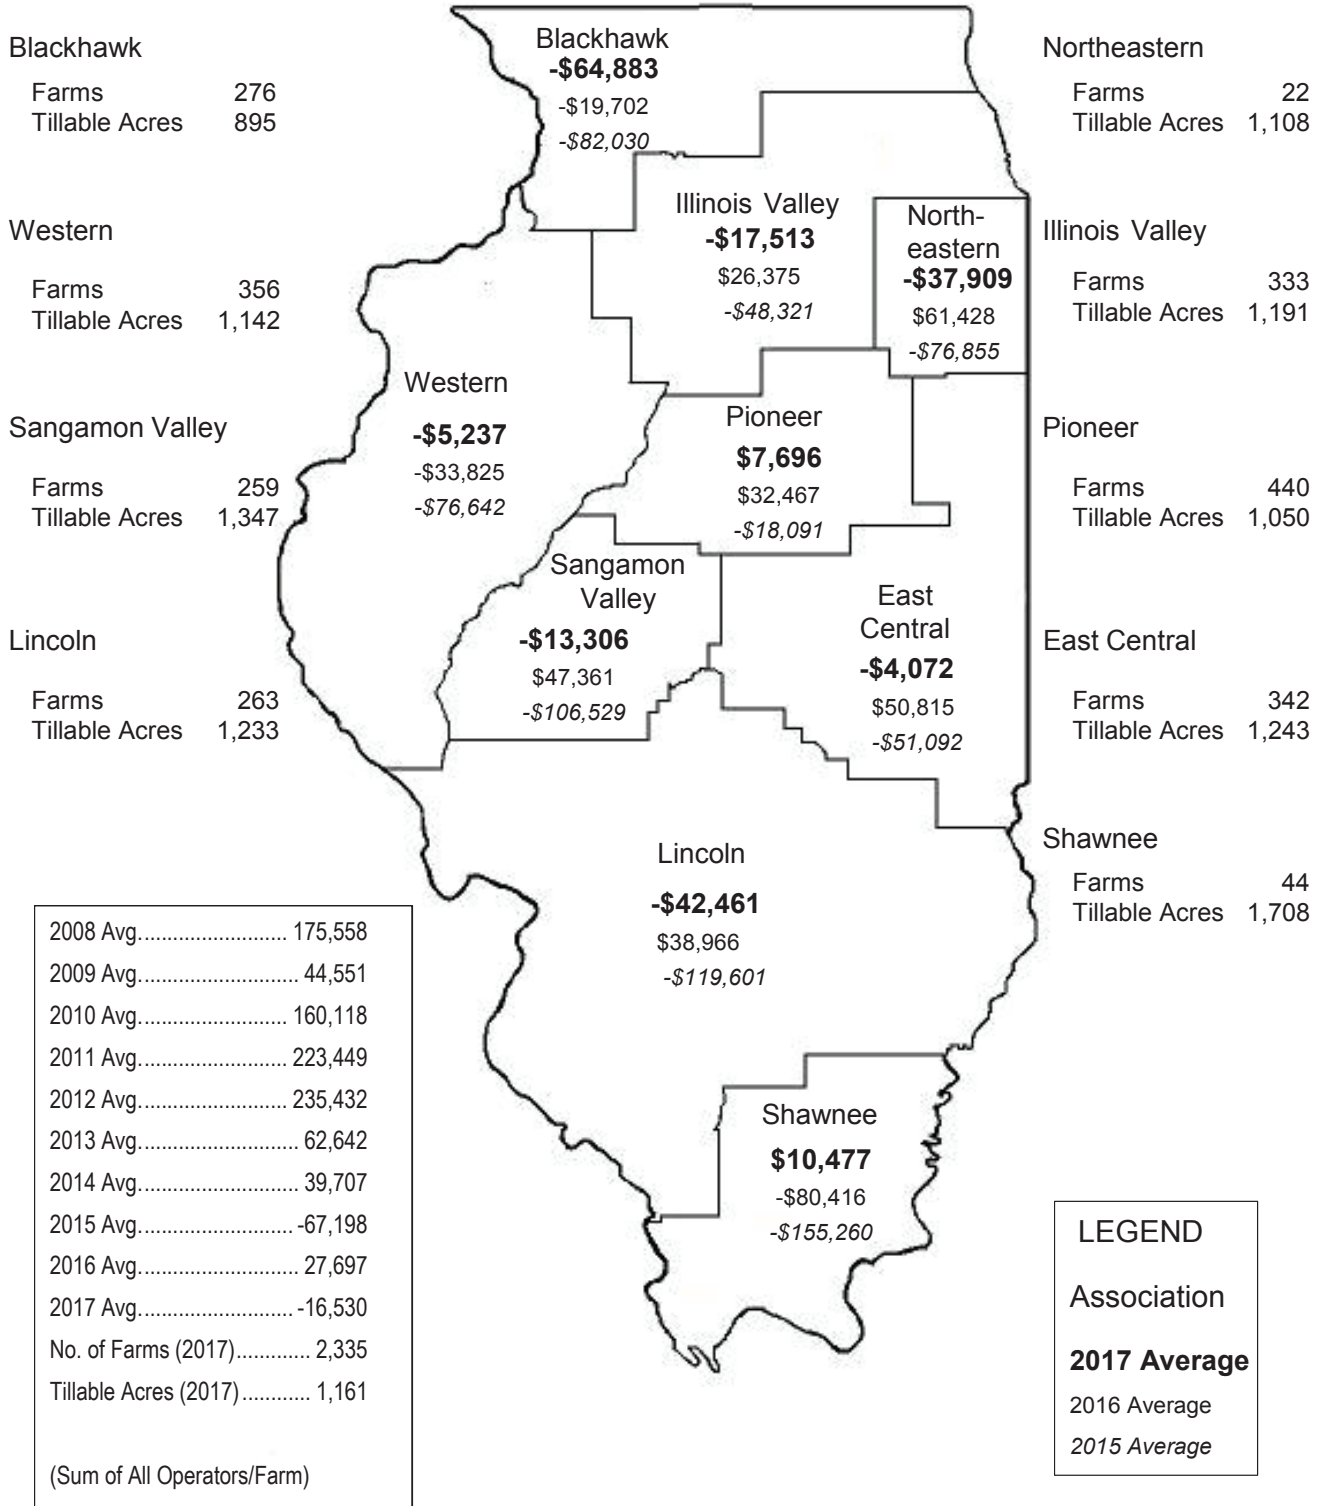 Blackhawk
Farms 276
Tillable Acres 895
Western
Farms 356
Tillable Acres 1,142
Sangamon Valley
Farms 259
Tillable Acres 1,347
Lincoln
Farms 263
Tillable Acres 1,233
Blackhawk
-$64,883
-$19,702
-$82,030
Illinois Valley
-$17,513
$26,375
-$48,321
North-
eastern
-$37,909
$61,428
-$76,855
Western
-$5,237
-$33,825
-$76,642
Pioneer
$7,696
$32,467
-$18,091
Sangamon
Valley
-$13,306
$47,361
-$106,529
East
Central
-$4,072
$50,815
-$51,092
Lincoln
-$42,461
$38,966
-$119,601
Shawnee
$10,477
-$80,416
-$155,260
Northeastern
Farms 22
Tillable Acres 1,108
Illinois Valley
Farms 333
Tillable Acres 1,191
Pioneer
Farms 440
Tillable Acres 1,050
East Central
Farms 342
Tillable Acres 1,243
Shawnee
Farms 44
Tillable Acres 1,708
2008 Avg.......................... 175,558
2009 Avg............................ 44,551
2010 Avg.......................... 160,118
2011 Avg.......................... 223,449
2012 Avg.......................... 235,432
2013 Avg............................ 62,642
2014 Avg............................ 39,707
2015 Avg........................... -67,198
2016 Avg............................ 27,697
2017 Avg........................... -16,530
No. of Farms (2017)............. 2,335
Tillable Acres (2017)............ 1,161
(Sum of All Operators/Farm)
LEGEND
Association
2017 Average
2016 Average
2015 Average